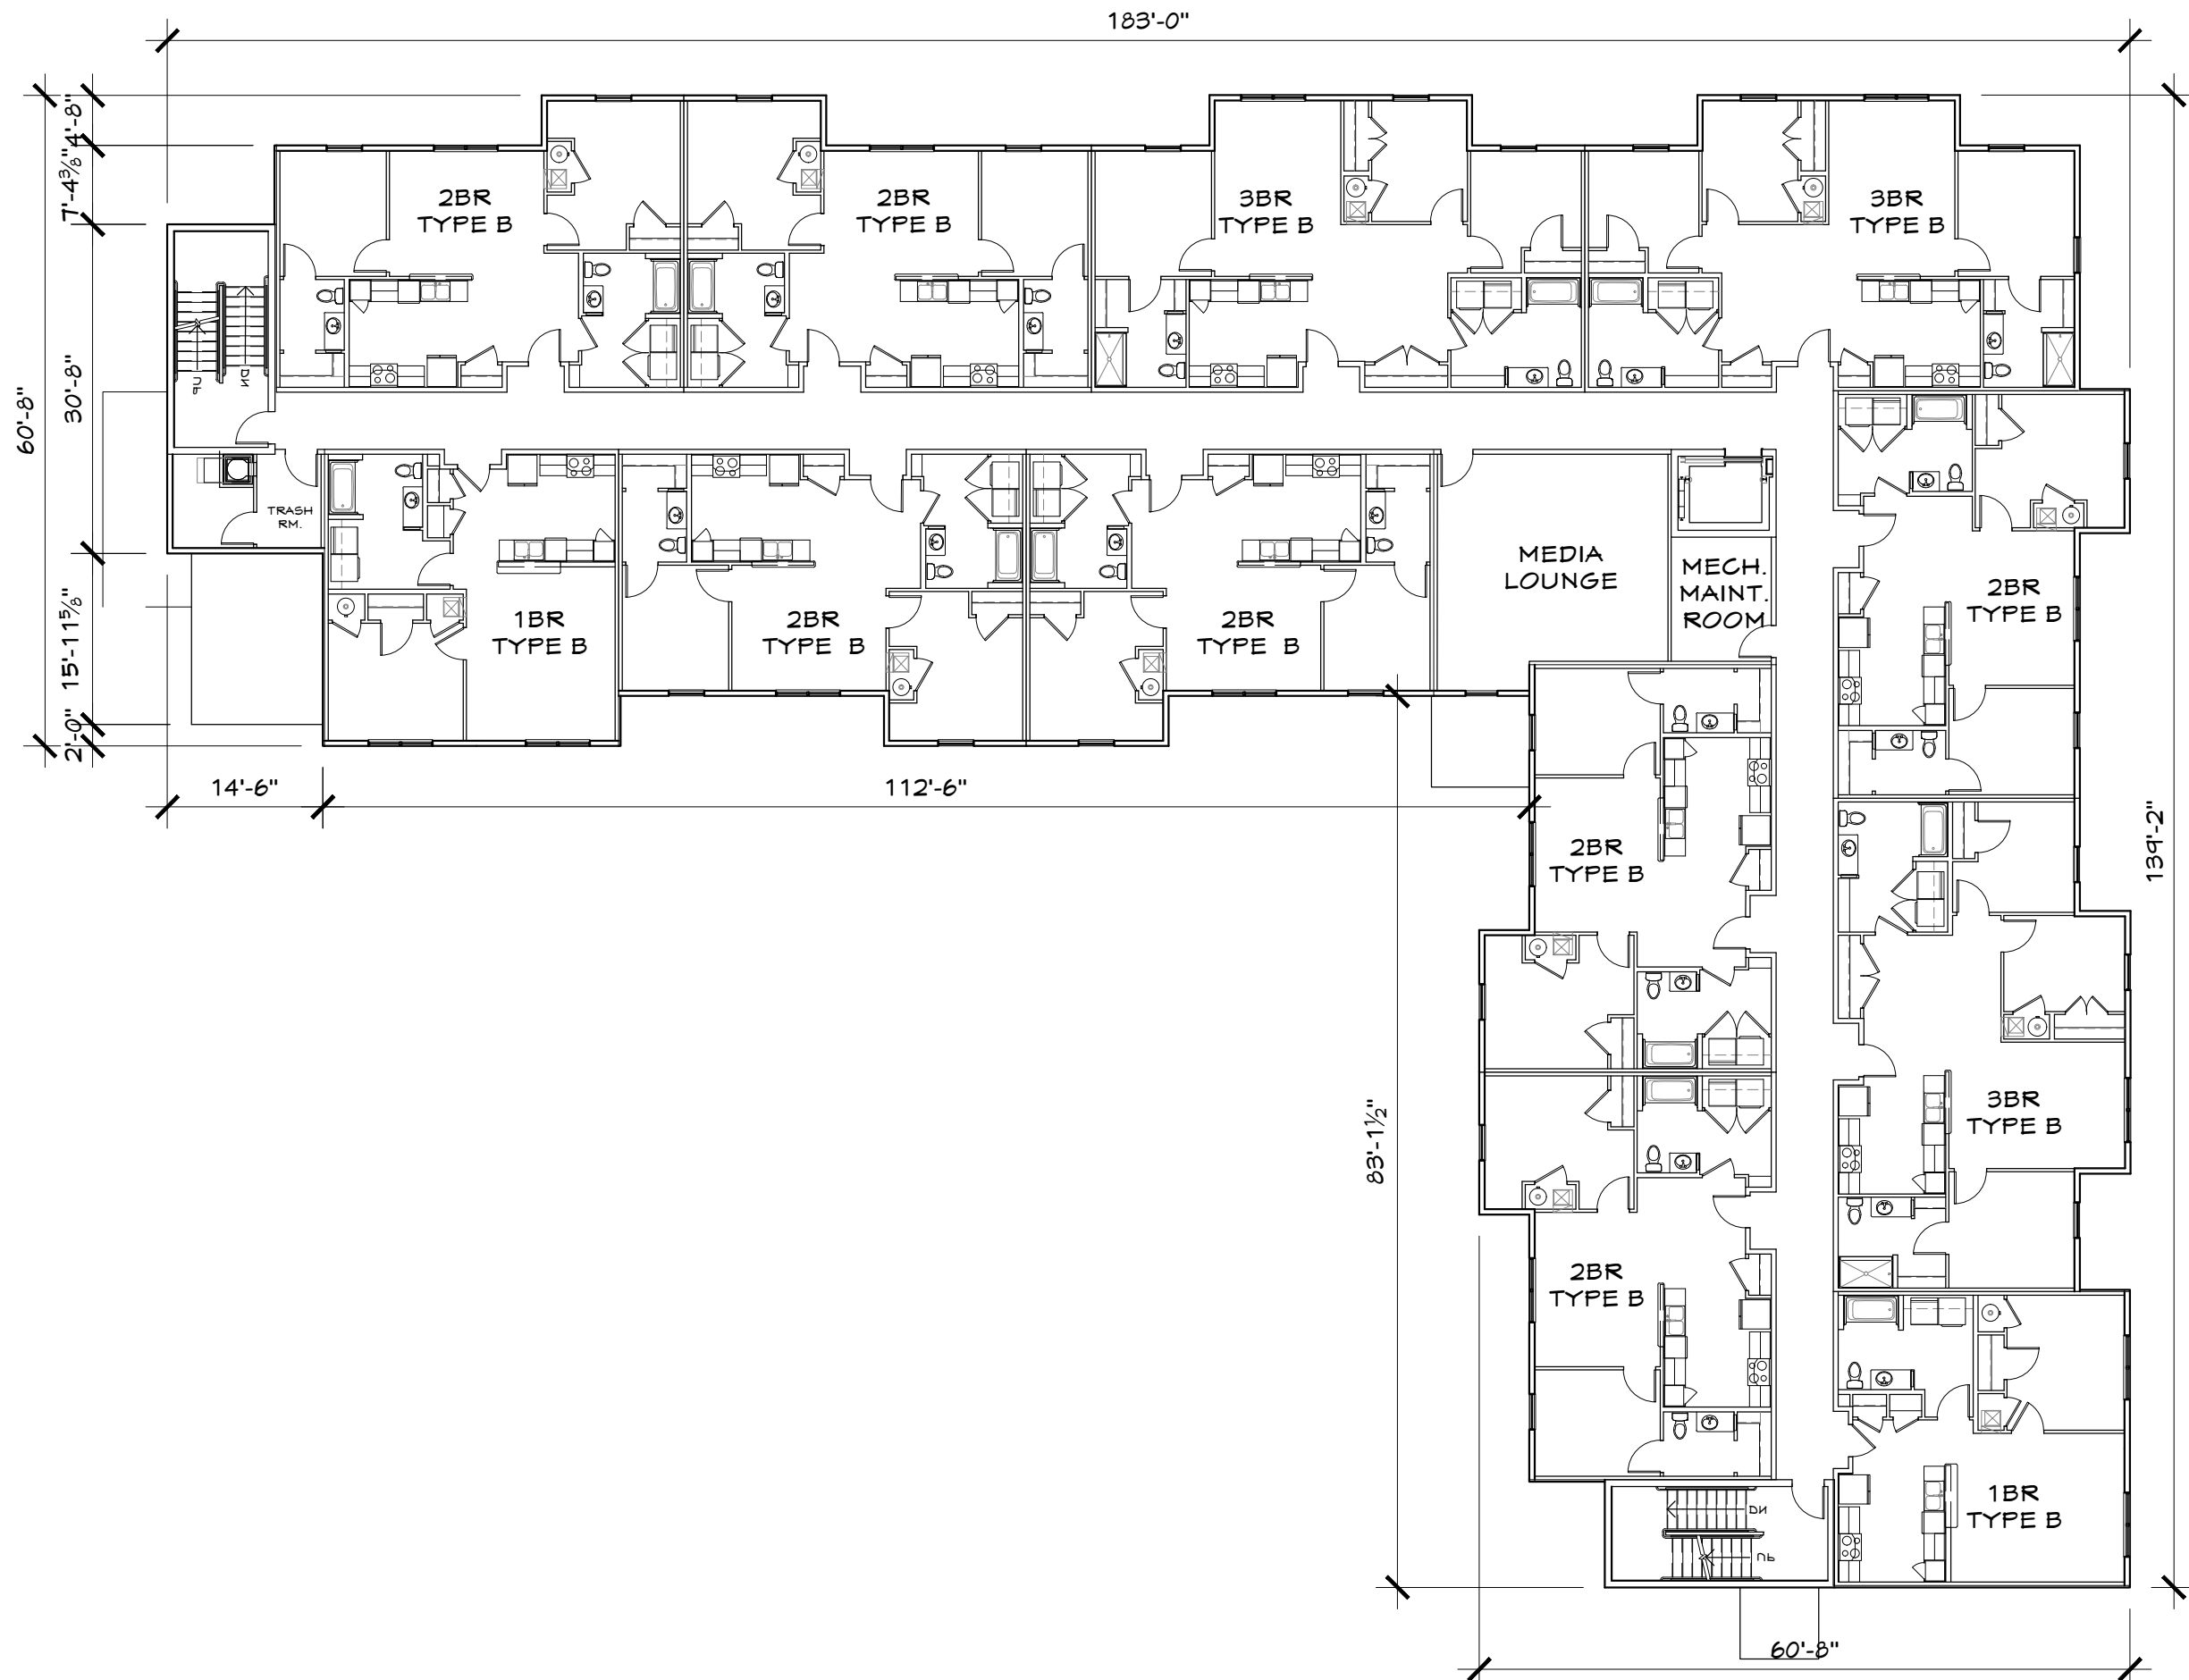 183'-0"
4'-8"
7'-4⅜"
30'-8"
60'-8"
15'-11⅝"
2'-0"
2BR
TYPE B
2BR
TYPE B
3BR
TYPE B
3BR
TYPE B
UP
DN
TRASH
RM.
1BR
TYPE B
2BR
TYPE B
2BR
TYPE B
MEDIA
LOUNGE
MECH.
MAINT.
ROOM
2BR
TYPE B
14'-6"
112'-6"
139'-2"
2BR
TYPE B
83'-1½"
3BR
TYPE B
2BR
TYPE B
1BR
TYPE B
DN
UP
60'-8"